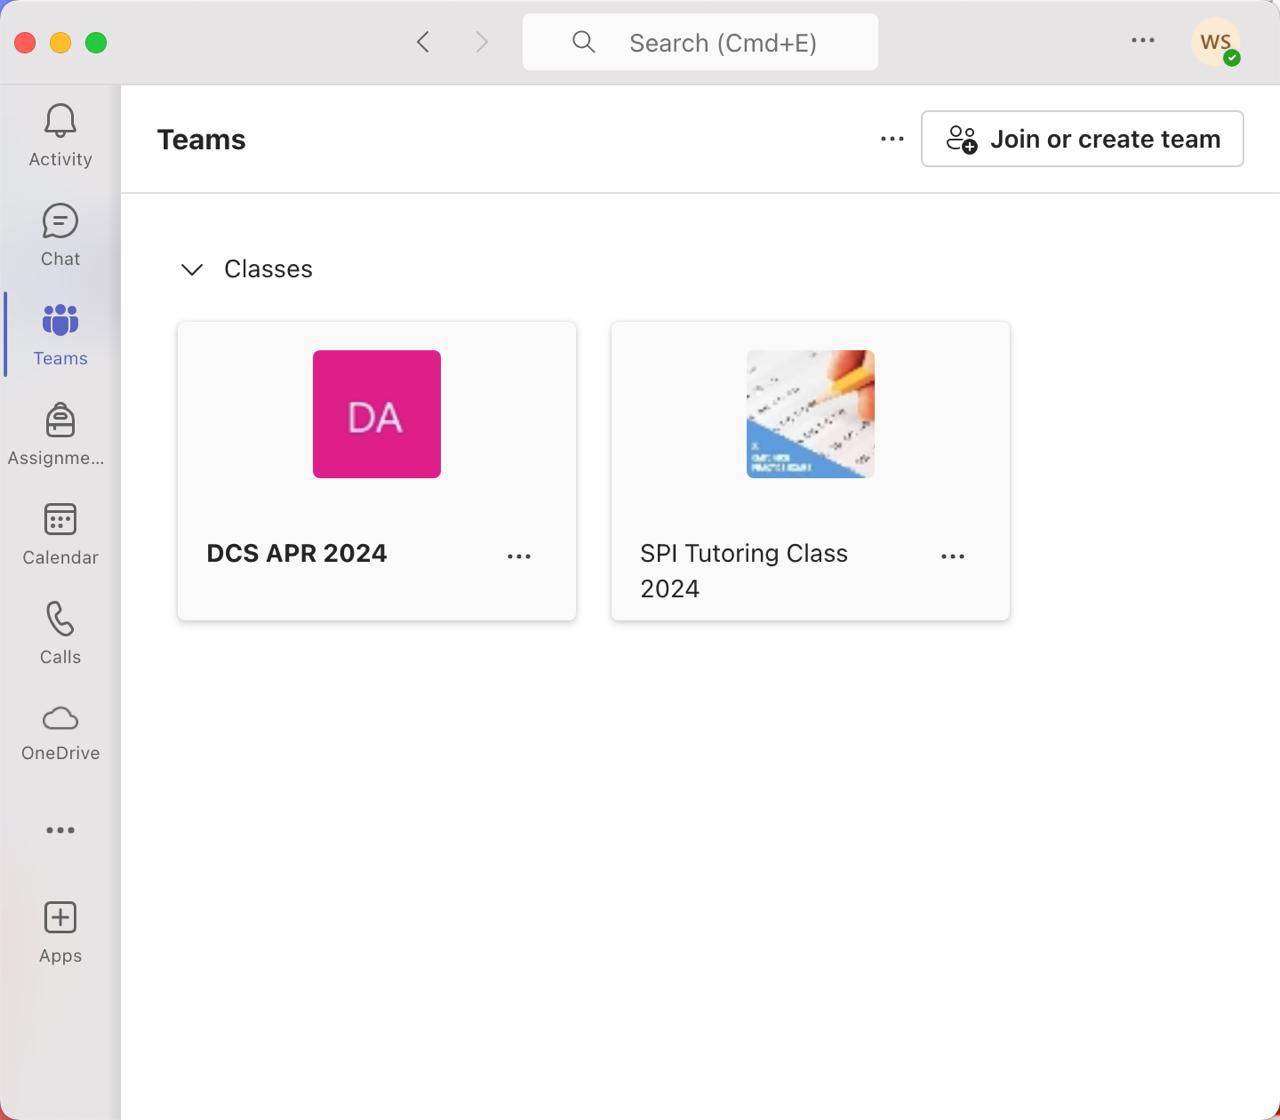 Search (Cmd+E)
WS
Activity
Chat
Teams
Assignme...
Calendar
Calls
OneDrive
Apps
Teams
Join or create team
Classes
DA
DCS APR 2024
SPI Tutoring Class
2024